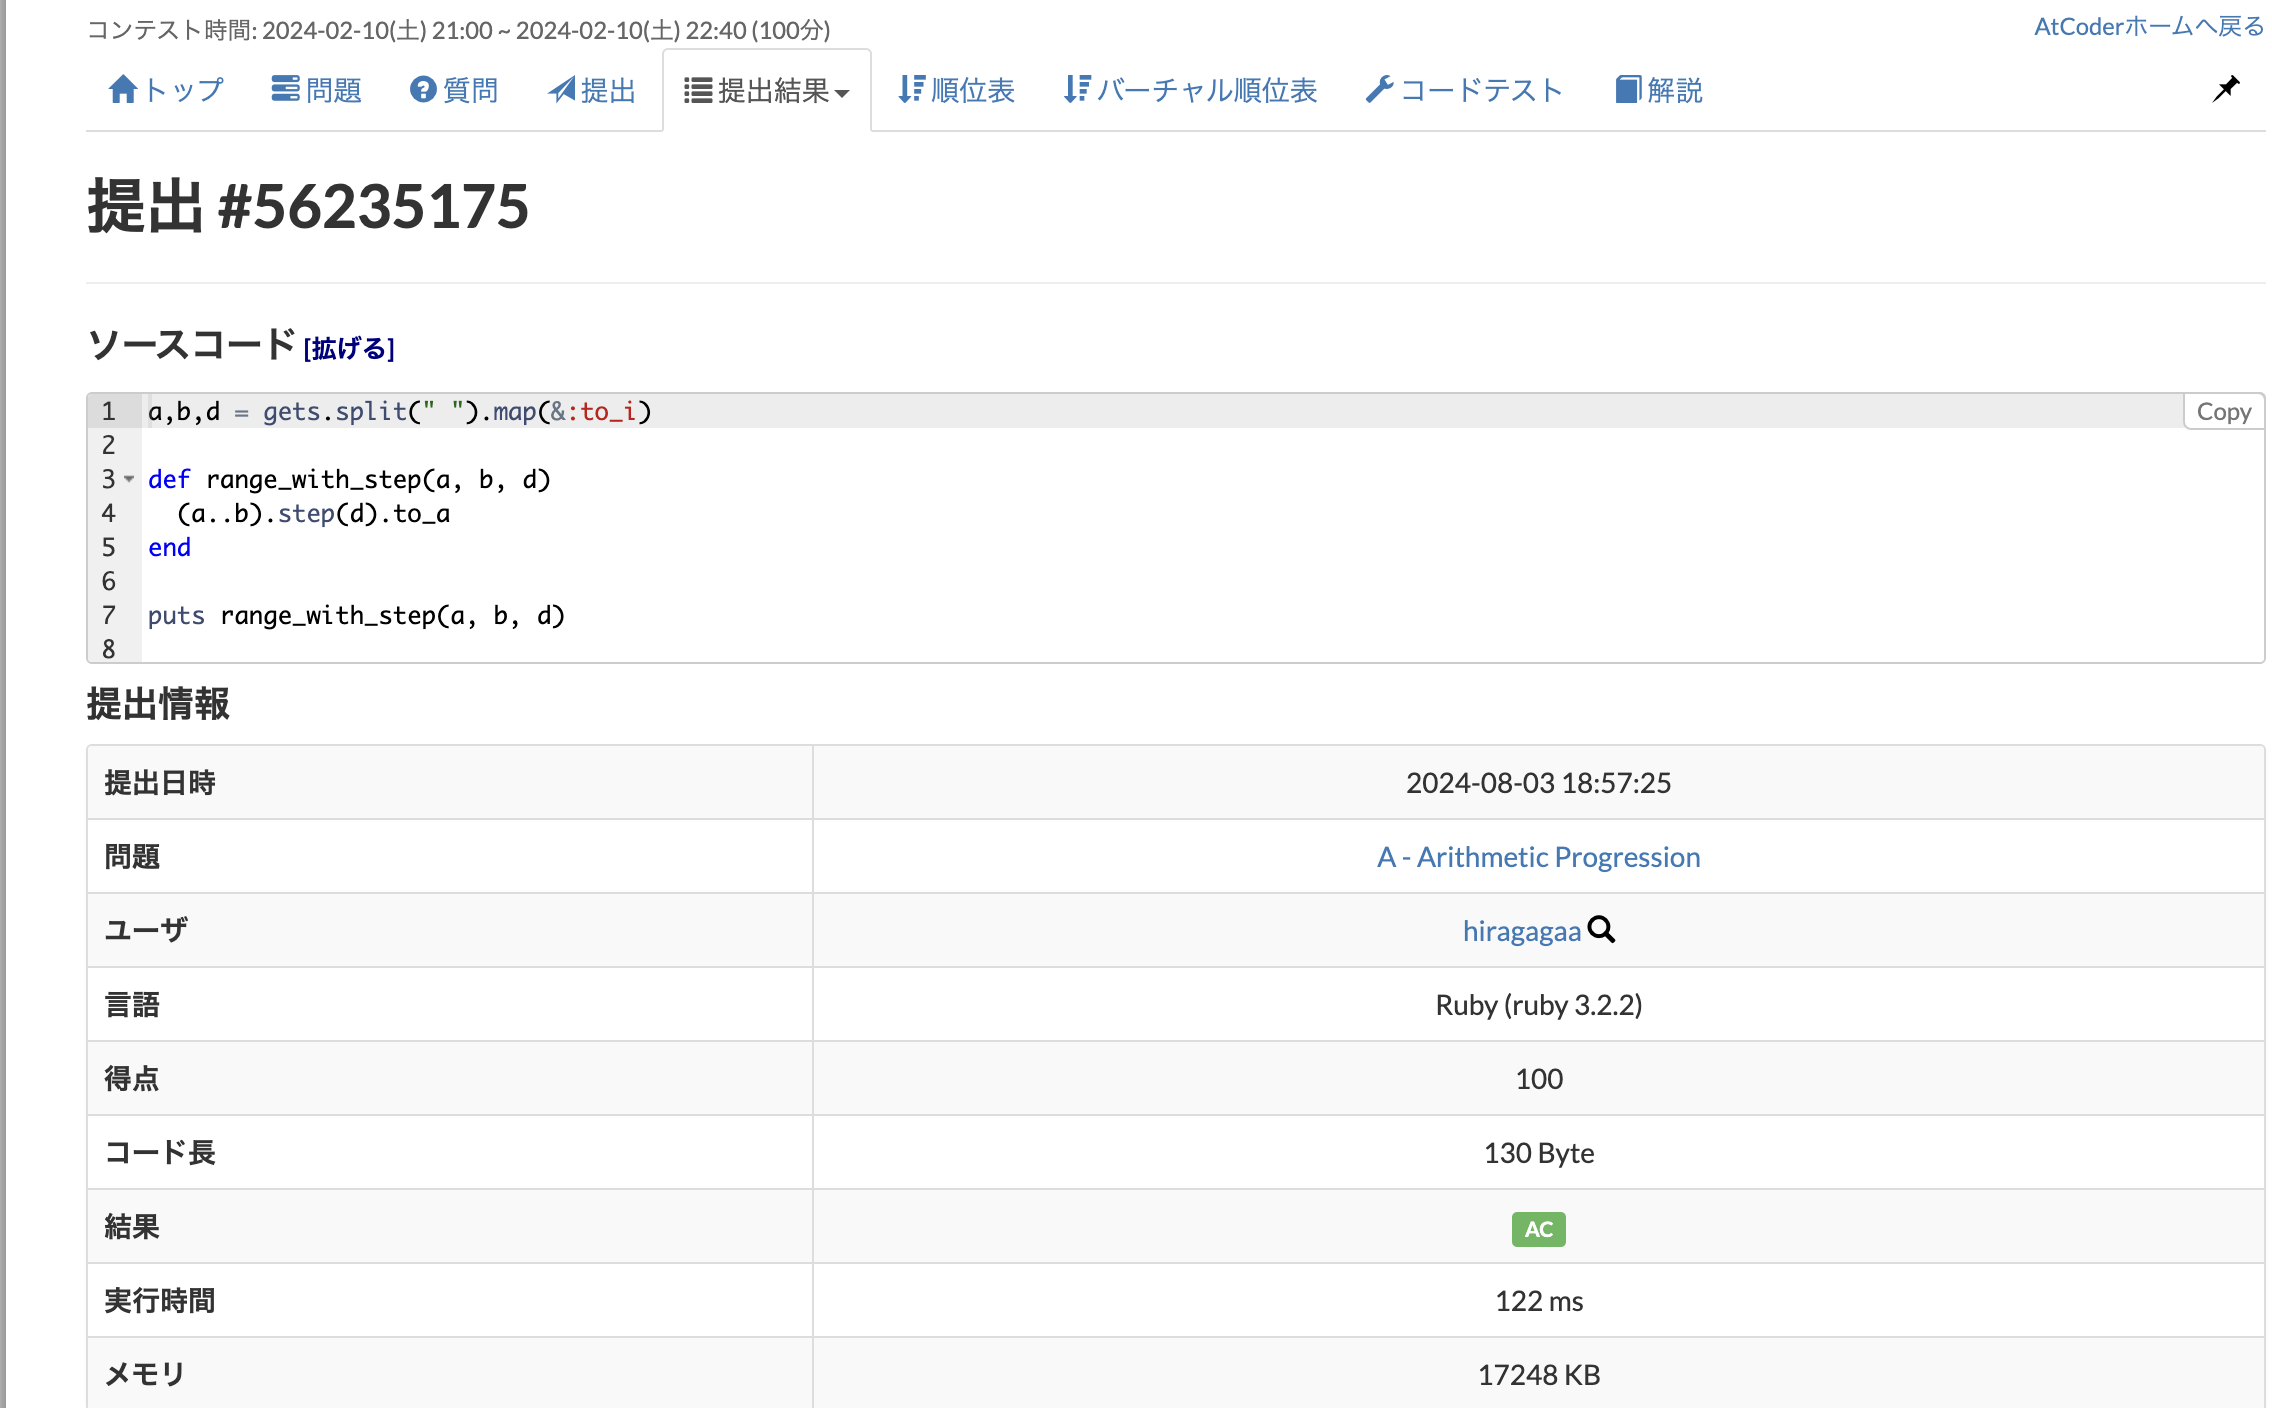 コンテスト時間: 2024-02-10(土) 21:00 ~ 2024-02-10(土) 22:40 (100分)
AtCoderホームへ戻る
トップ 問題 質問 提出 提出結果 順位表 バーチャル順位表 コードテスト 解説
提出 #56235175
ソースコード [拡げる]
Copy
1 a,b,d = gets.split(" ").map(&:to_i)
2
3 def range_with_step(a, b, d)
4   (a..b).step(d).to_a
5 end
6
7 puts range_with_step(a, b, d)
8
提出情報
提出日時 2024-08-03 18:57:25
問題 A - Arithmetic Progression
ユーザ hiragagaa
言語 Ruby (ruby 3.2.2)
得点 100
コード長 130 Byte
結果 AC
実行時間 122 ms
メモリ 17248 KB